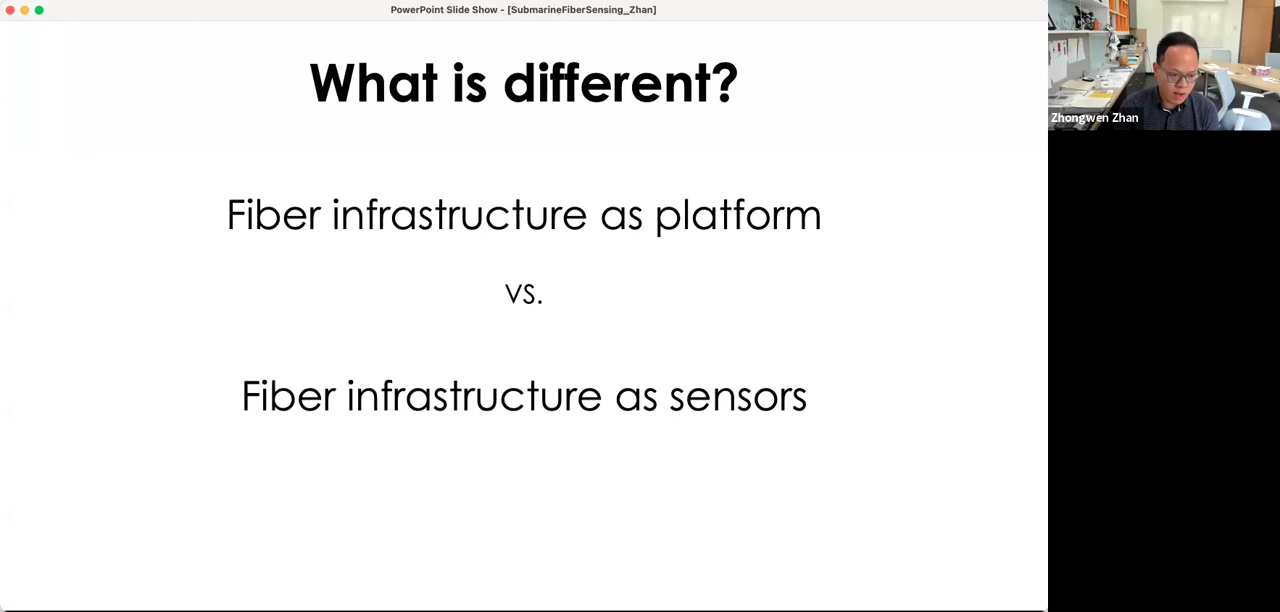 PowerPoint Slide Show - [SubmarineFiberSensing_Zhan]
What is different?
Fiber infrastructure as platform
vs.
Fiber infrastructure as sensors
Zhongwen Zhan